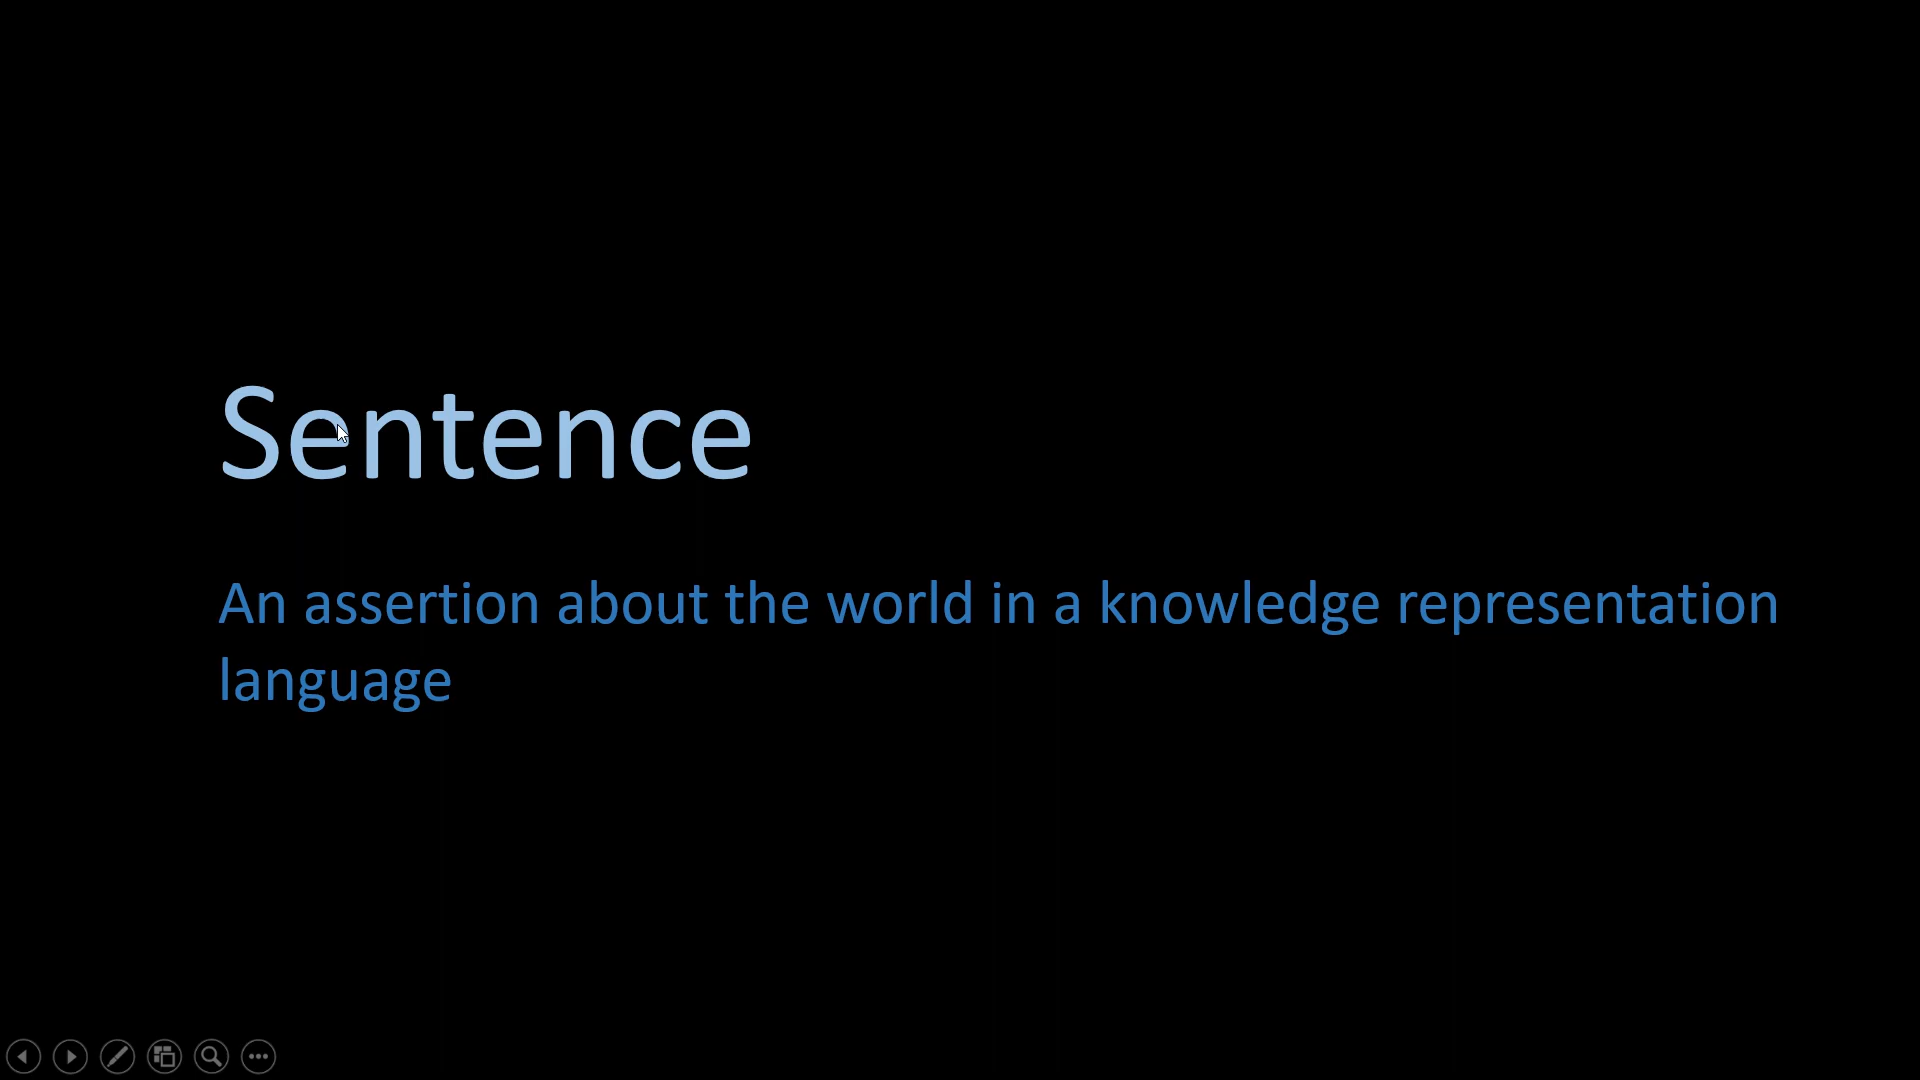 Sentence
An assertion about the world in a knowledge representation
language